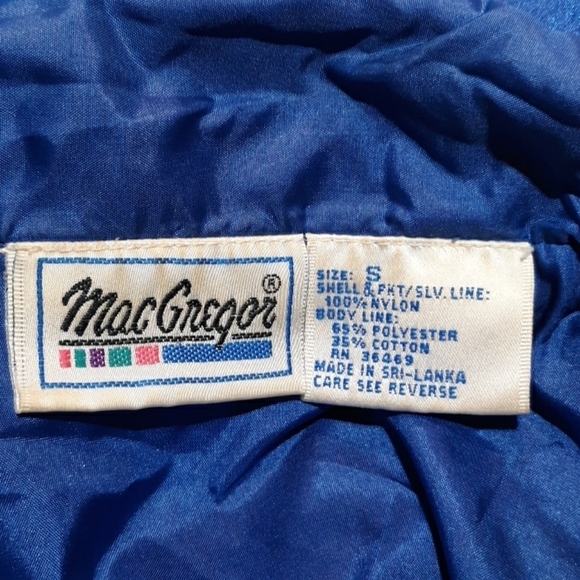 MacGregor®
SIZE: S
SHELL & PKT/SLV. LINE:
100% NYLON
BODY LINE:
65% POLYESTER
35% COTTON
RN 36469
MADE IN SRI-LANKA
CARE SEE REVERSE